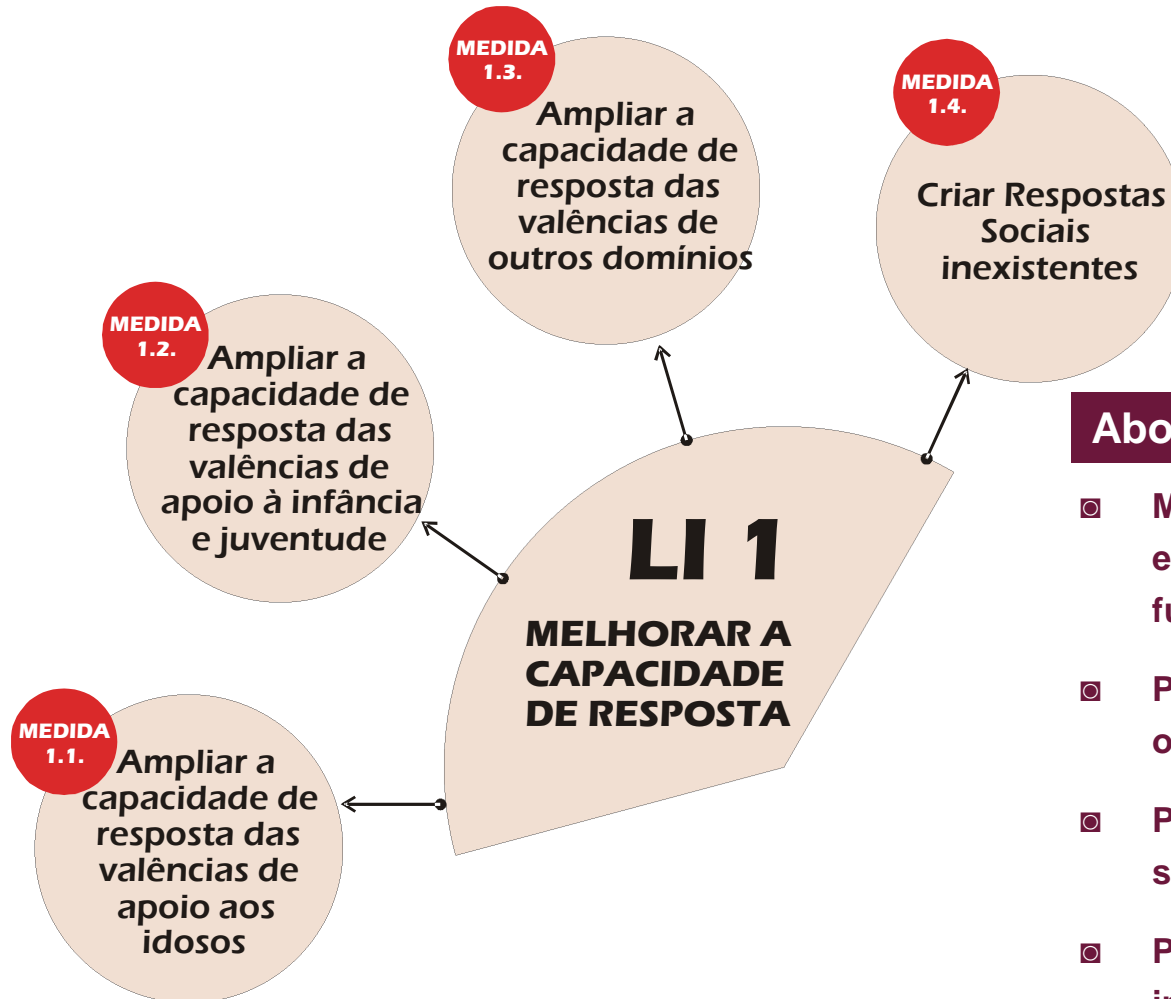 MEDIDA
1.3.
Ampliar a
capacidade de
resposta das
valências de
outros domínios
MEDIDA
1.4.
Criar Respostas
Sociais
inexistentes
MEDIDA
1.2.
Ampliar a
capacidade de
resposta das
valências de
apoio à infância
e juventude
LI 1
MELHORAR A
CAPACIDADE
DE RESPOSTA
MEDIDA
1.1.
Ampliar a
capacidade de
resposta das
valências de
apoio aos
idosos